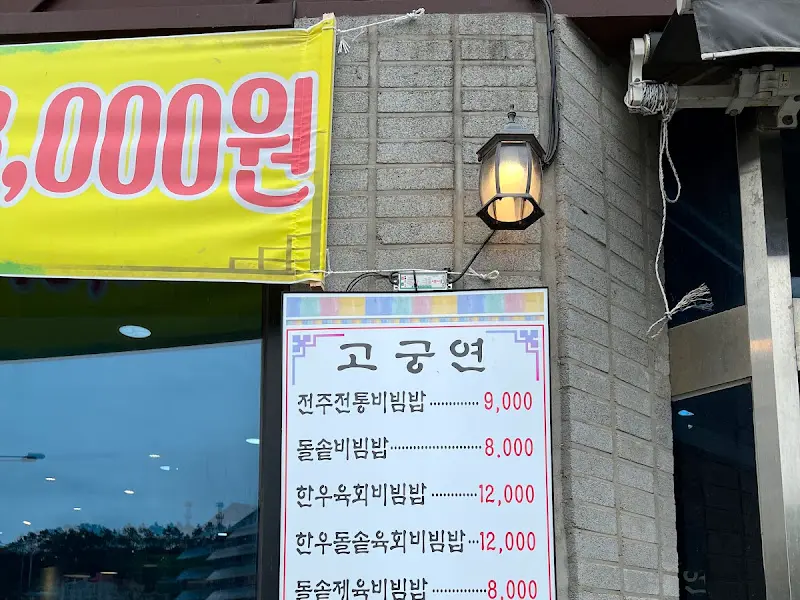 ,000원
고궁연
전주전통비빔밥 ............. 9,000
돌솥비빔밥 ....................... 8,000
한우육회비빔밥 ............ 12,000
한우돌솥육회비빔밥 ... 12,000
돌솥제육비빔밥 .............. 8,000